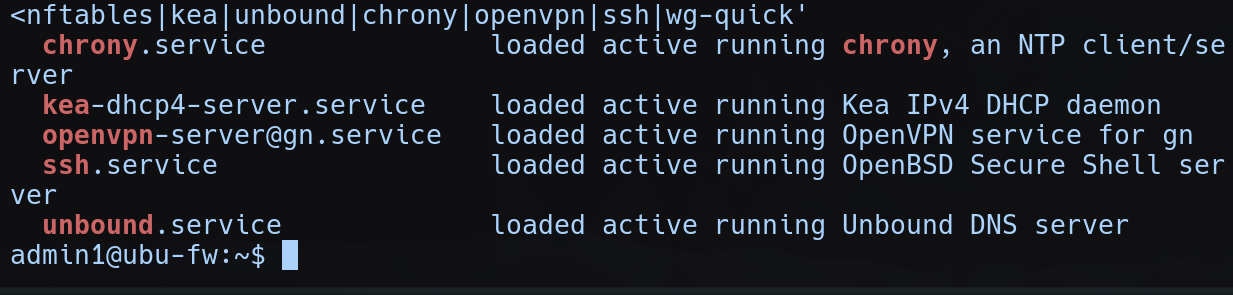 <nftables|kea|unbound|chrony|openvpn|ssh|wg-quick'
chrony.service loaded active running chrony, an NTP client/se
rver
kea-dhcp4-server.service loaded active running Kea IPv4 DHCP daemon
openvpn-server@gn.service loaded active running OpenVPN service for gn
ssh.service loaded active running OpenBSD Secure Shell ser
ver
unbound.service loaded active running Unbound DNS server
admin1@ubu-fw:~$